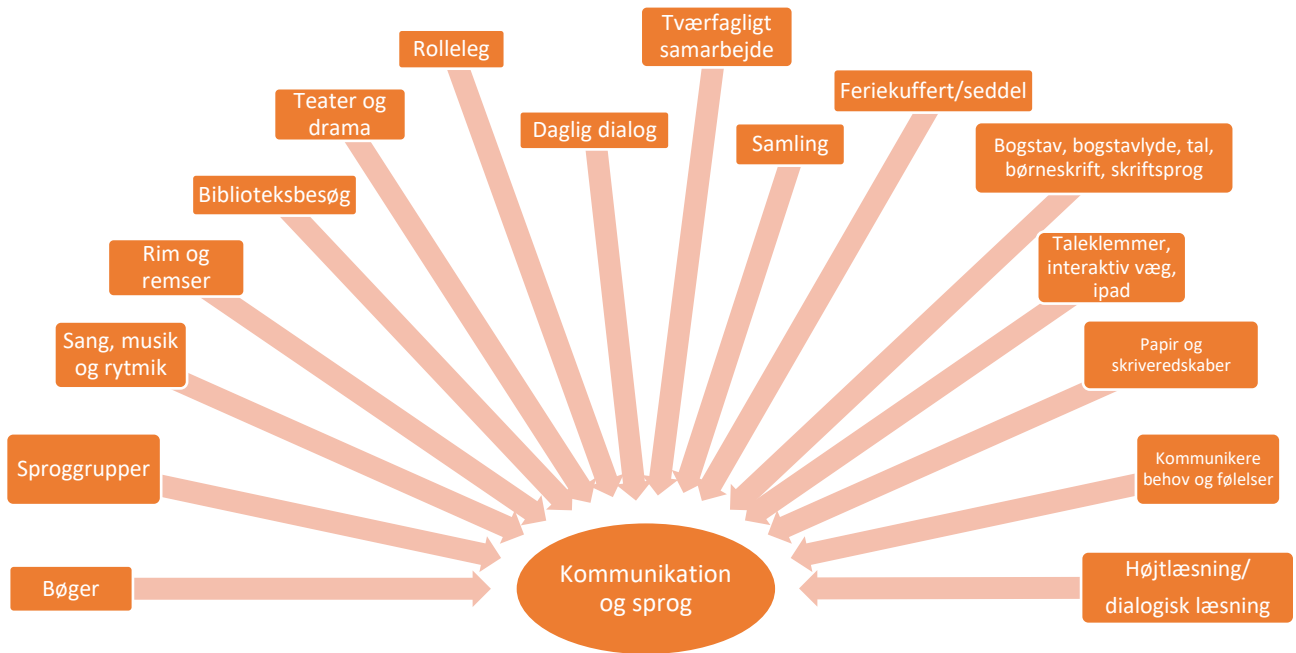 Tværfagligt
samarbejde
Rolleleg
Feriekuffert/seddel
Teater og
drama
Daglig dialog
Samling
Bogstav, bogstavlyde, tal,
børneskrift, skriftsprog
Biblioteksbesøg
Rim og
remser
Taleklemmer,
interaktiv væg,
ipad
Sang, musik
og rytmik
Papir og
skriveredskaber
Sproggrupper
Kommunikere
behov og følelser
Bøger
Kommunikation
og sprog
Højtlæsning/
dialogisk læsning